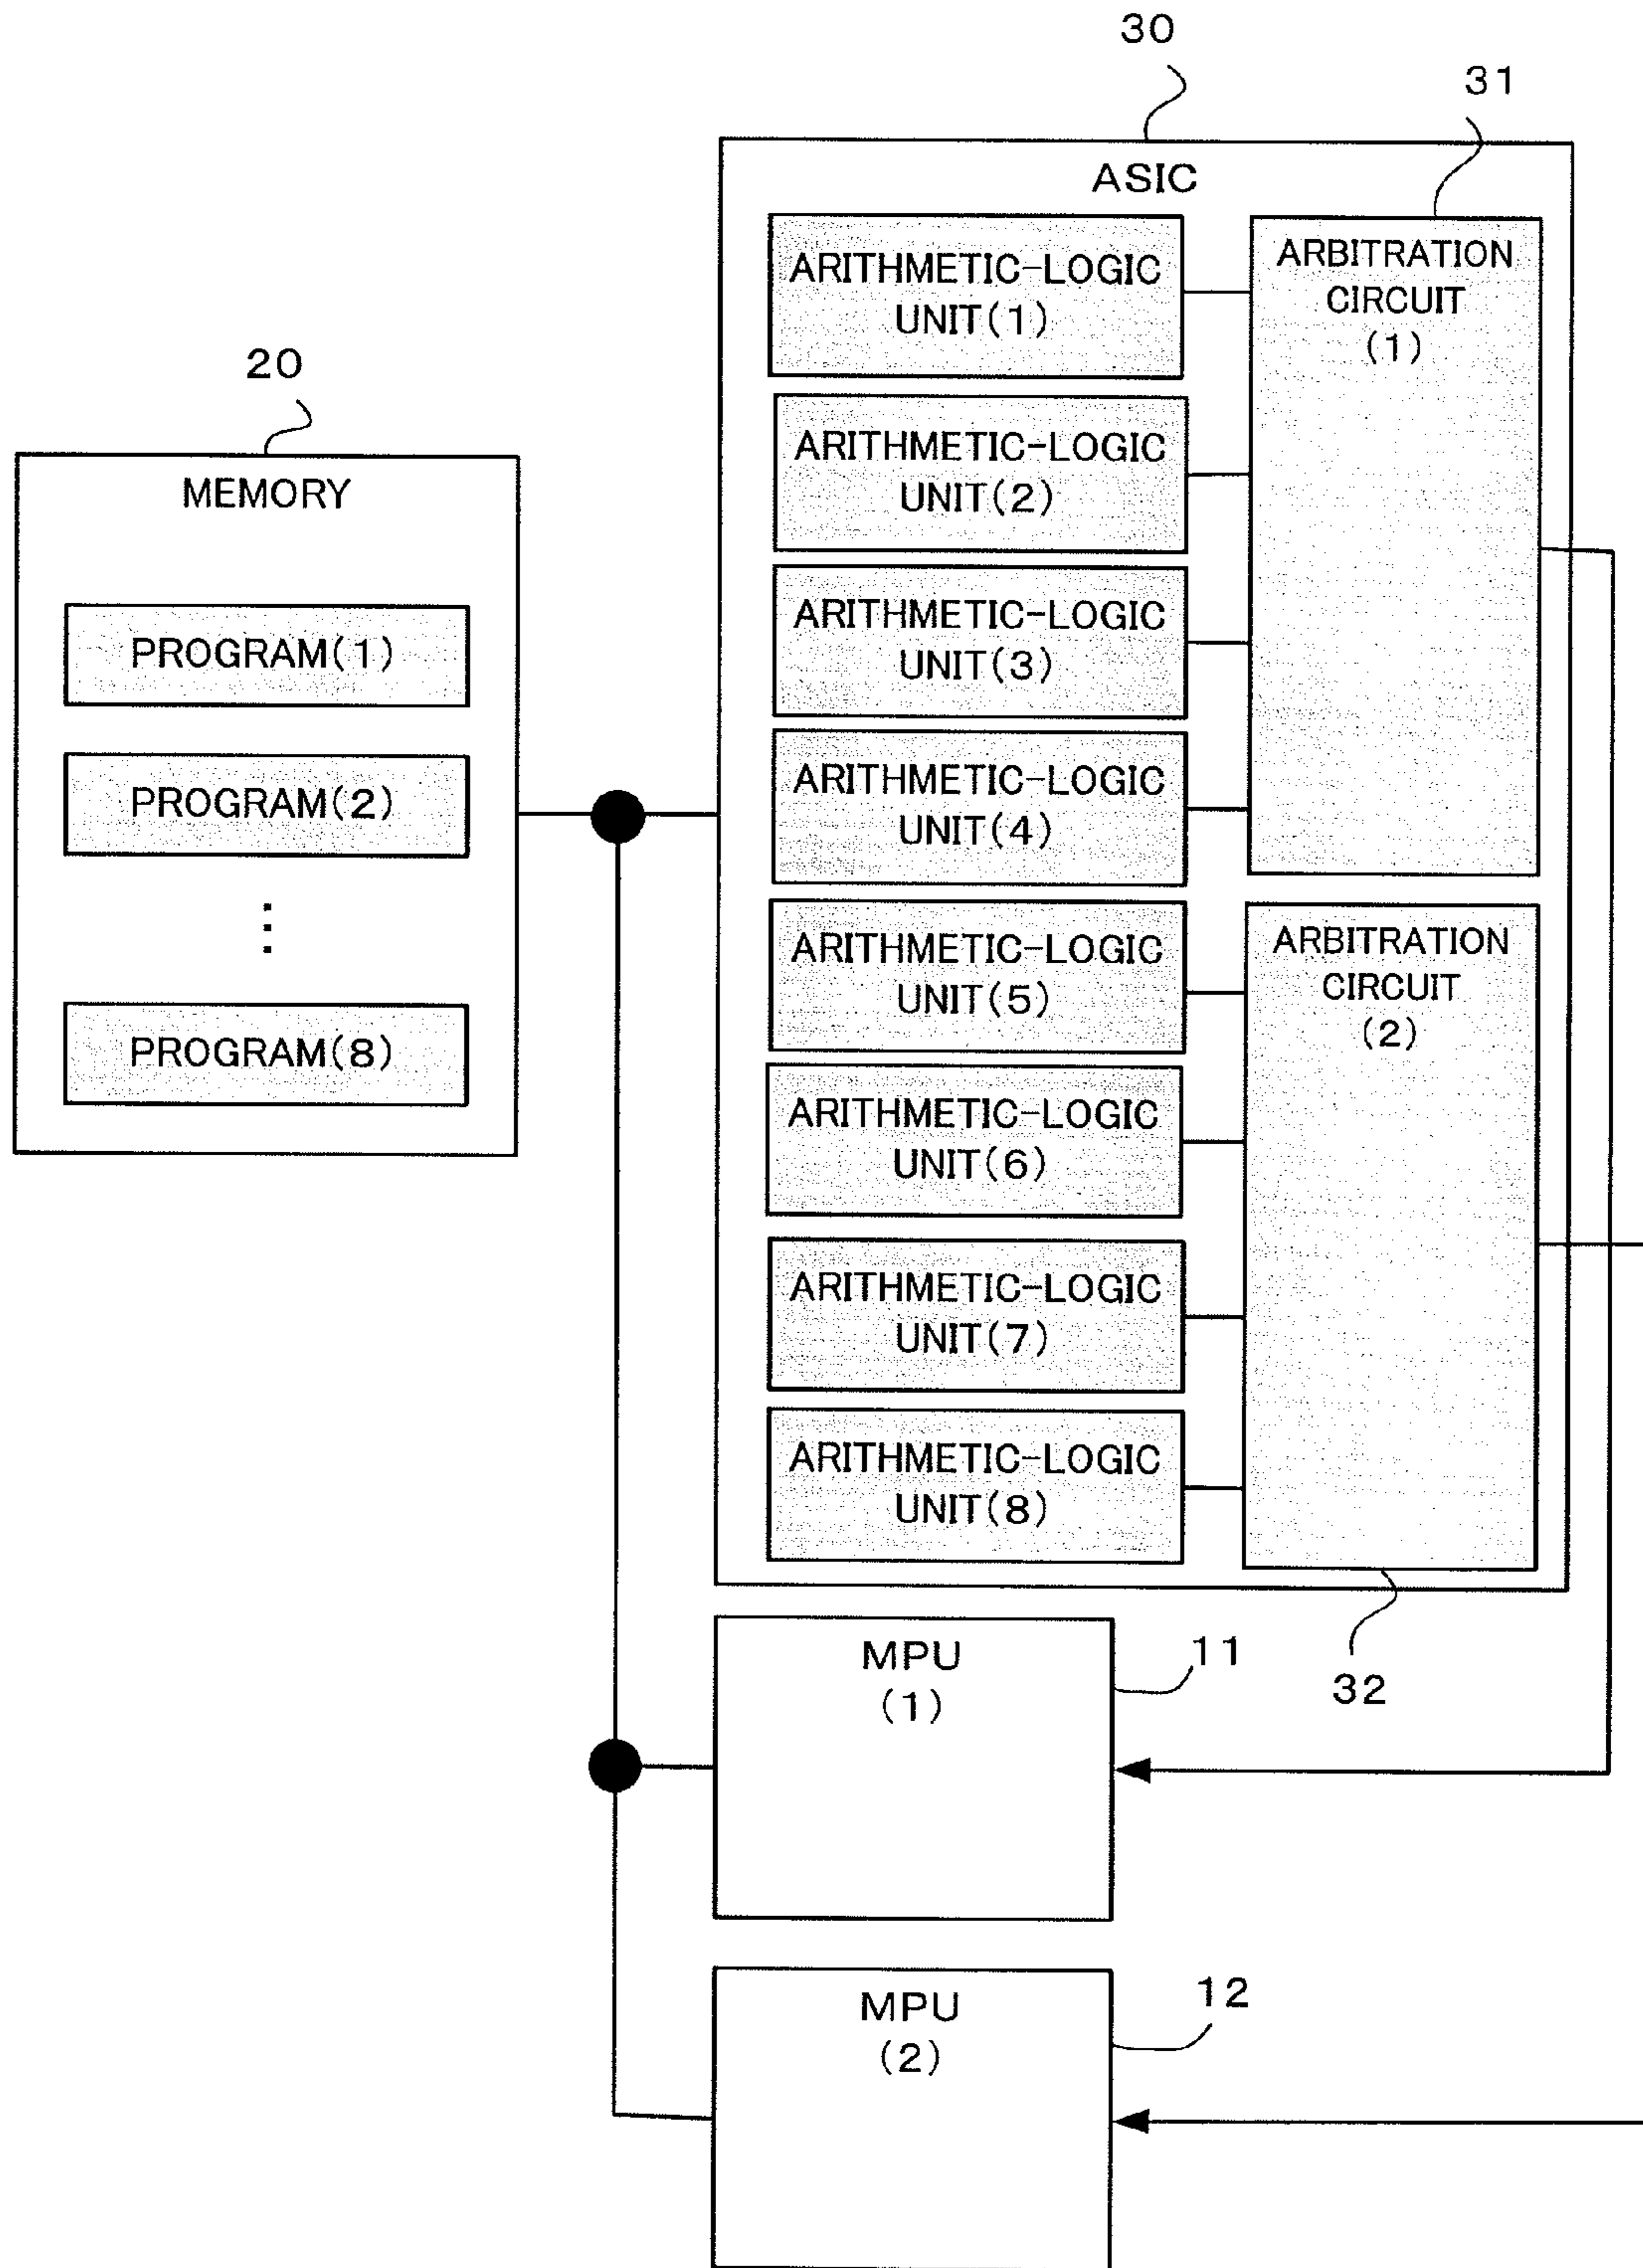 30
31
ASIC
ARITHMETIC-LOGIC
UNIT(1)
ARITHMETIC-LOGIC
UNIT(2)
ARITHMETIC-LOGIC
UNIT(3)
ARITHMETIC-LOGIC
UNIT(4)
ARITHMETIC-LOGIC
UNIT(5)
ARITHMETIC-LOGIC
UNIT(6)
ARITHMETIC-LOGIC
UNIT(7)
ARITHMETIC-LOGIC
UNIT(8)
ARBITRATION
CIRCUIT
(1)
ARBITRATION
CIRCUIT
(2)
32
20
MEMORY
PROGRAM(1)
PROGRAM(2)
⋮
PROGRAM(8)
MPU
(1)
11
MPU
(2)
12